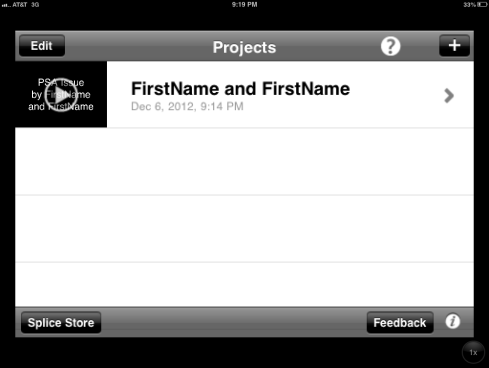 AT&T 3G 9:19 PM 33%
Edit Projects ? +
PSA Issue
by FirstName
and FirstName
FirstName and FirstName
Dec 6, 2012, 9:14 PM
Splice Store Feedback i
1x